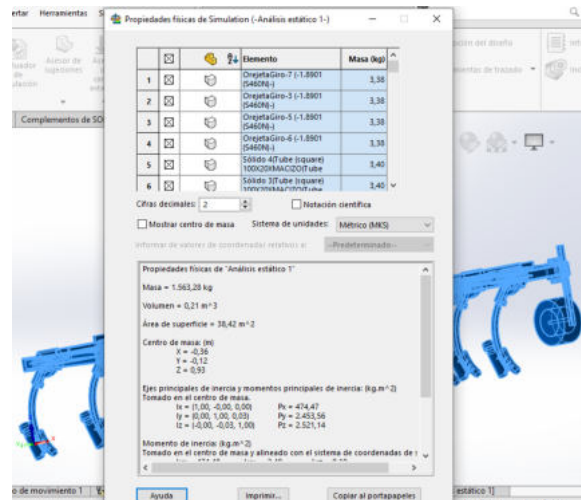 ertar Herramientas S
Propiedades físicas de Simulation (-Análisis estático 1-)
Elemento Masa (kg)
1 OrejetaGiro-7 (-1.8901 (S460N)-) 3,38
2 OrejetaGiro-3 (-1.8901 (S460N)-) 3,38
3 OrejetaGiro-5 (-1.8901 (S460N)-) 3,38
4 OrejetaGiro-6 (-1.8901 (S460N)-) 3,38
5 Sólido 4(Tube (square) 100X20XMACIZO(Tube 3,40
6 Sólido 3(Tube (square) 100X20XMACIZO(Tube 3,40
Asesor de sujeciones
Complementos de SO
Cifras decimales: 2 Notación científica
Mostrar centro de masa Sistema de unidades: Métrico (MKS)
Informar de valores de coordenadas relativos a: --Predeterminado--
Propiedades físicas de "Análisis estático 1"
Masa = 1.563,28 kg
Volumen = 0,21 m^3
Área de superficie = 38,42 m^2
Centro de masa: (m)
X = -0,36
Y = -0,12
Z = 0,93
Ejes principales de inercia y momentos principales de inercia: (kg.m^2)
Tomado en el centro de masa.
Ix = (1,00, -0,00, 0,00) Px = 474,47
Iy = (0,00, 1,00, 0,03) Py = 2.453,56
Iz = (-0,00, -0,03, 1,00) Pz = 2.521,14
Momento de inercia: (kg.m^2)
Tomado en el centro de masa y alineado con el sistema de coordenadas de
o de movimiento 1
estático 1]
Ayuda Imprimir... Copiar al portapapeles